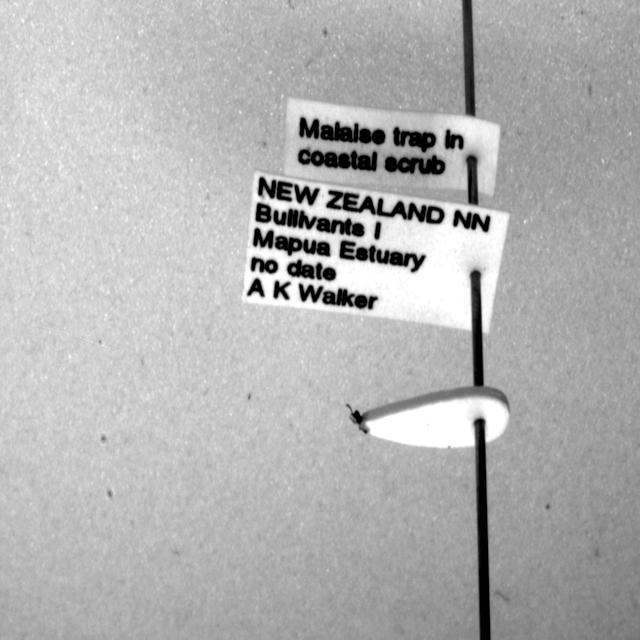 Malaise trap in
coastal scrub
NEW ZEALAND NN
Bullivants I
Mapua Estuary
no date
A K Walker